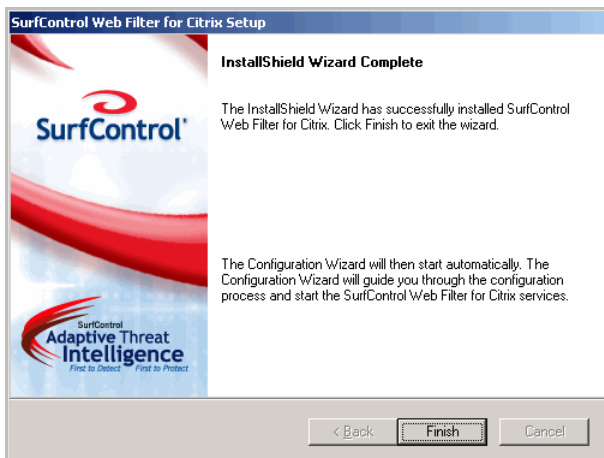 SurfControl Web Filter for Citrix Setup
InstallShield Wizard Complete
The InstallShield Wizard has successfully installed SurfControl
Web Filter for Citrix. Click Finish to exit the wizard.
SurfControl
The Configuration Wizard will then start automatically. The
Configuration Wizard will guide you through the configuration
process and start the SurfControl Web Filter for Citrix services.
SurfControl
Adaptive Threat
Intelligence
First to Detect First to Protect
< Back
Finish
Cancel